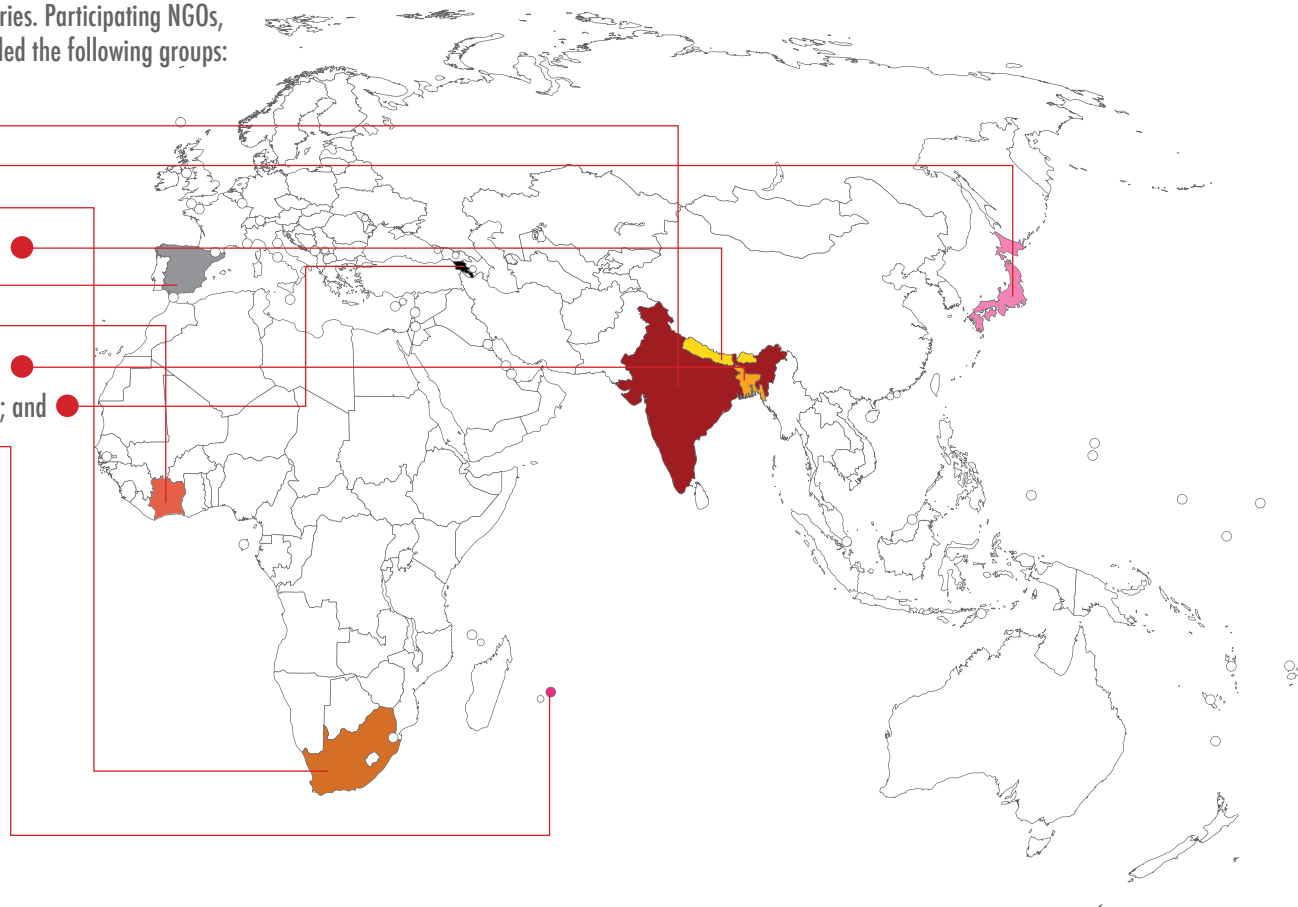 ries. Participating NGOs,
led the following groups:
; and